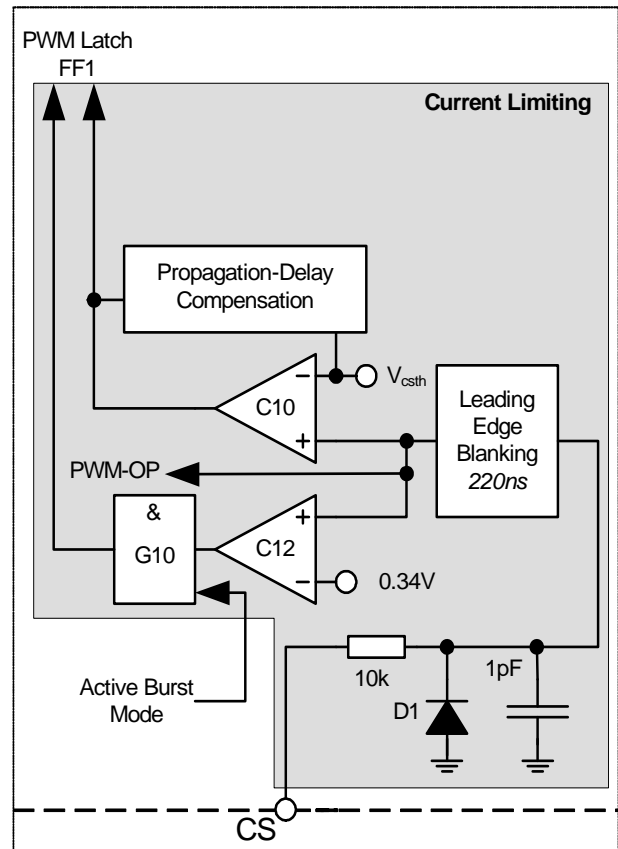 PWM Latch
FF1
Current Limiting
Propagation-Delay
Compensation
Vcsth
C10
Leading
Edge
Blanking
220ns
PWM-OP
&
G10
C12
0.34V
Active Burst
Mode
10k
D1
1pF
CS